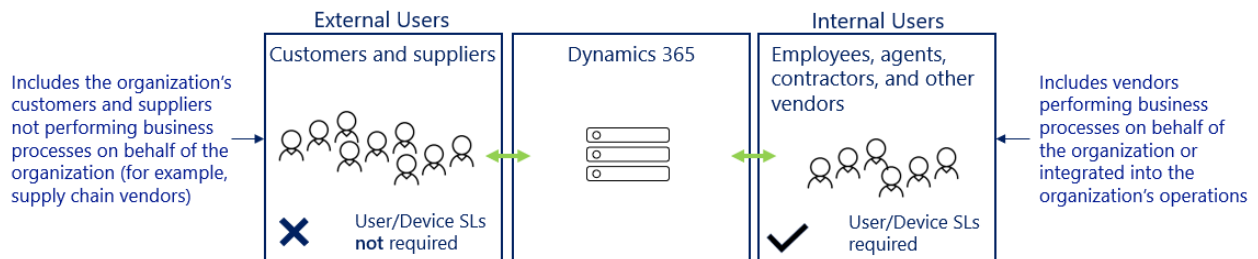 External Users
Internal Users
Includes the organization's
customers and suppliers
not performing business
processes on behalf of the
organization (for example,
supply chain vendors)
Customers and suppliers
User/Device SLs
not required
Dynamics 365
Employees, agents,
contractors, and other
vendors
User/Device SLs
required
Includes vendors
performing business
processes on behalf of
the organization or
integrated into the
organization's operations